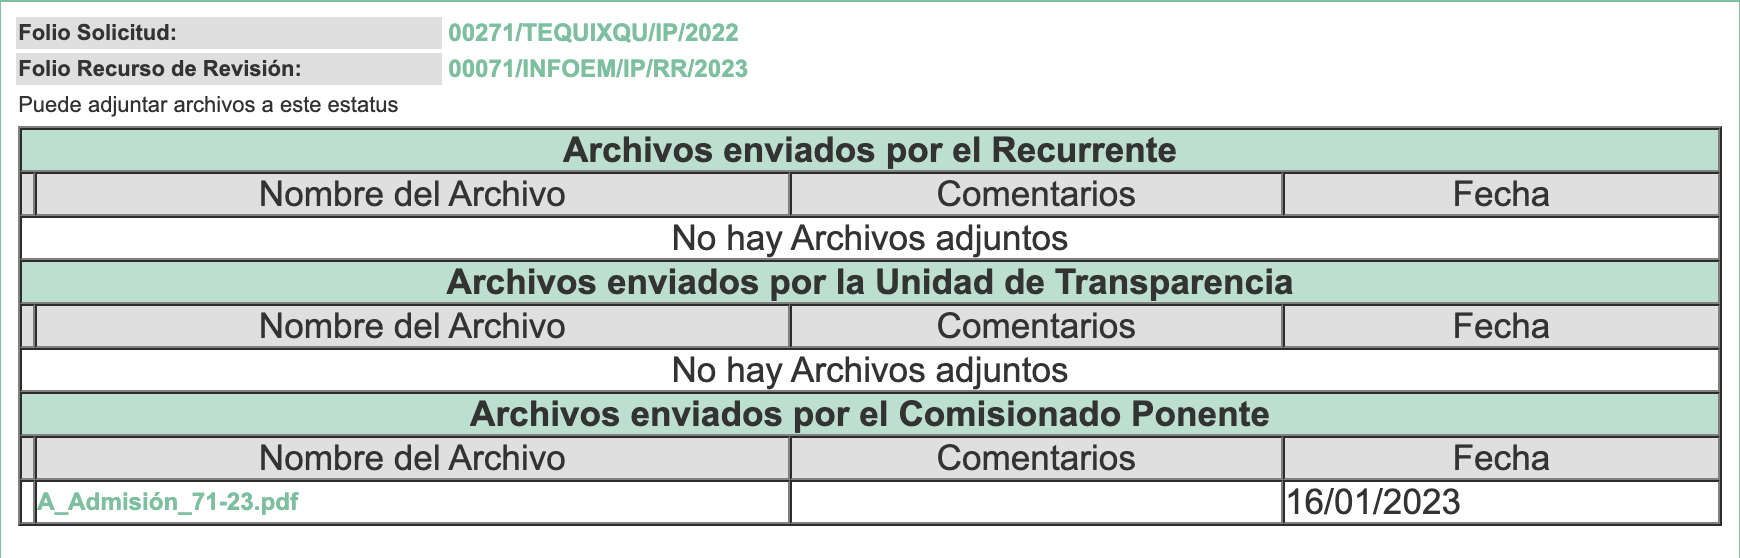 Folio Solicitud: 00271/TEQUIXQU/IP/2022
Folio Recurso de Revisión: 00071/INFOEM/IP/RR/2023
Puede adjuntar archivos a este estatus
Archivos enviados por el Recurrente
Nombre del Archivo Comentarios Fecha
No hay Archivos adjuntos
Archivos enviados por la Unidad de Transparencia
Nombre del Archivo Comentarios Fecha
No hay Archivos adjuntos
Archivos enviados por el Comisionado Ponente
Nombre del Archivo Comentarios Fecha
A_Admisión_71-23.pdf 16/01/2023